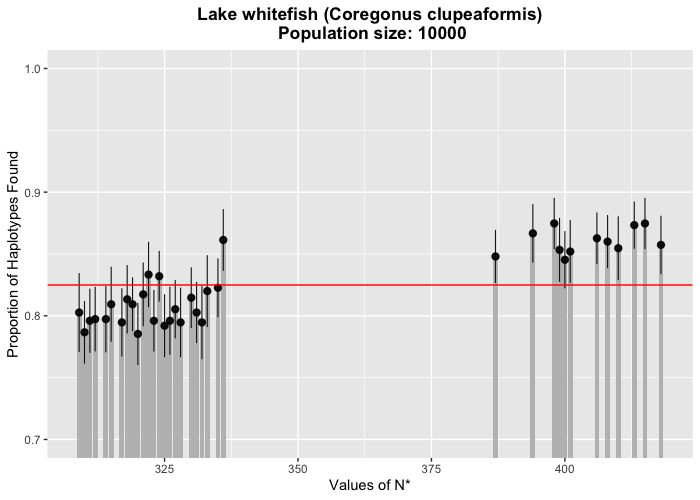 Lake whitefish (Coregonus clupeaformis)
Population size: 10000
Proportion of Haplotypes Found
1.0
0.9
0.8
0.7
325 350 375 400
Values of N*